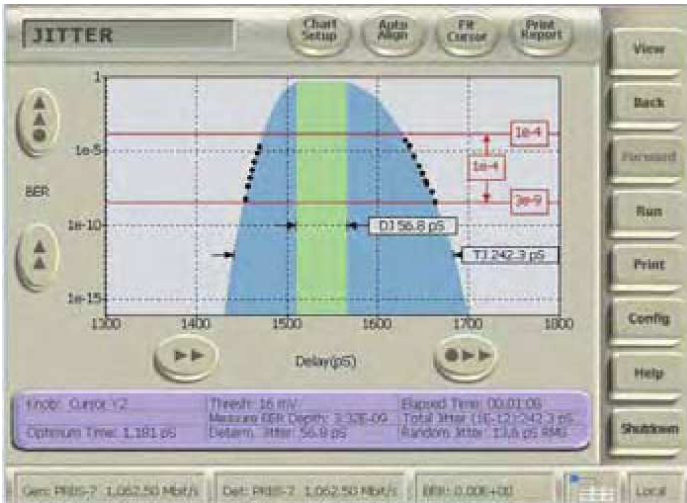 JITTER
Chart Setup
Auto Align
Fit Cursor
Print Report
View
Back
Forward
Run
Print
Config
Help
Shutdown
BER
1
1e-5
1e-10
1e-15
1e-4
1e-4
3e-9
DJ 56.8 pS
TJ 242.3 pS
1300
1400
1500
1600
1700
1800
Delay(pS)
Knob: Cursor Y2
Thresh: 16 mV
Elapsed Time: 00:01:06
Measure BER Depth: 3.32E-09
Total Jitter (1E-12):242.3 pS
Optimum Time: 1,181 pS
Determ. Jitter: 56.8 pS
Random Jitter: 13.6 pS RMS
Gen: PRBS-7 1,062.50 Mbit/s
Det: PRBS-7 1,062.50 Mbit/s
BER: 0.00E+00
Local